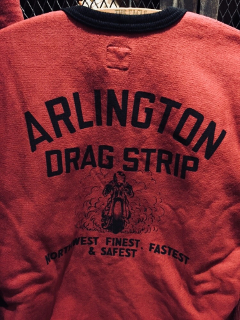 ARLINGTON
DRAG STRIP
NORTHWEST FINEST, FASTEST
& SAFEST